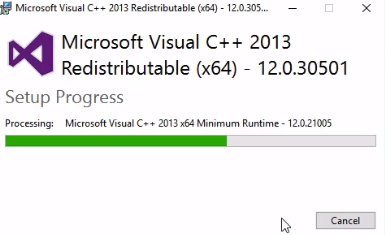 Microsoft Visual C++ 2013 Redistributable (x64) - 12.0.305...
Microsoft Visual C++ 2013
Redistributable (x64) - 12.0.30501
Setup Progress
Processing: Microsoft Visual C++ 2013 x64 Minimum Runtime - 12.0.21005
Cancel